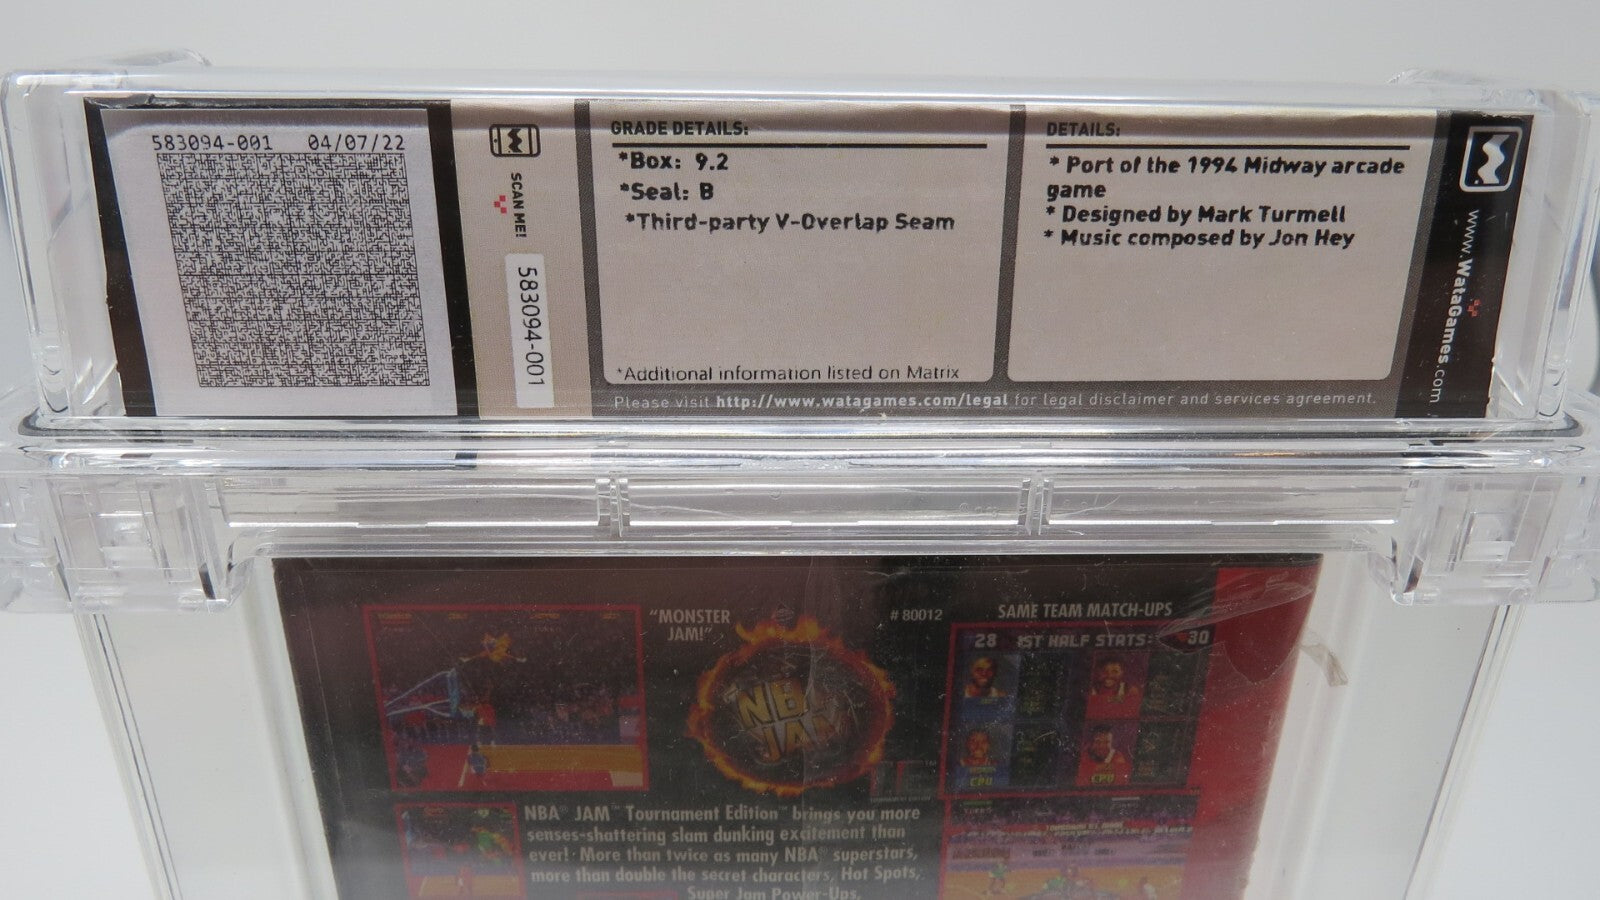 583094-001 04/07/22
SCAN ME!
583094-001
GRADE DETAILS:
*Box: 9.2
*Seal: B
*Third-party V-Overlap Seam
*Additional information listed on Matrix
DETAILS:
* Port of the 1994 Midway arcade
game
* Designed by Mark Turmell
* Music composed by Jon Hey
Please visit http://www.watagames.com/legal for legal disclaimer and services agreement.
www.WataGames.com
"MONSTER
JAM!"
NBA
JAM
# 80012
SAME TEAM MATCH-UPS
28 1ST HALF STATS: 30
CPU CPU
NBA® JAM™ Tournament Edition™ brings you more
senses-shattering slam dunking excitement than
ever! More than twice as many NBA® superstars,
more than double the secret characters, Hot Spots,
Super Jam Power-Ups,